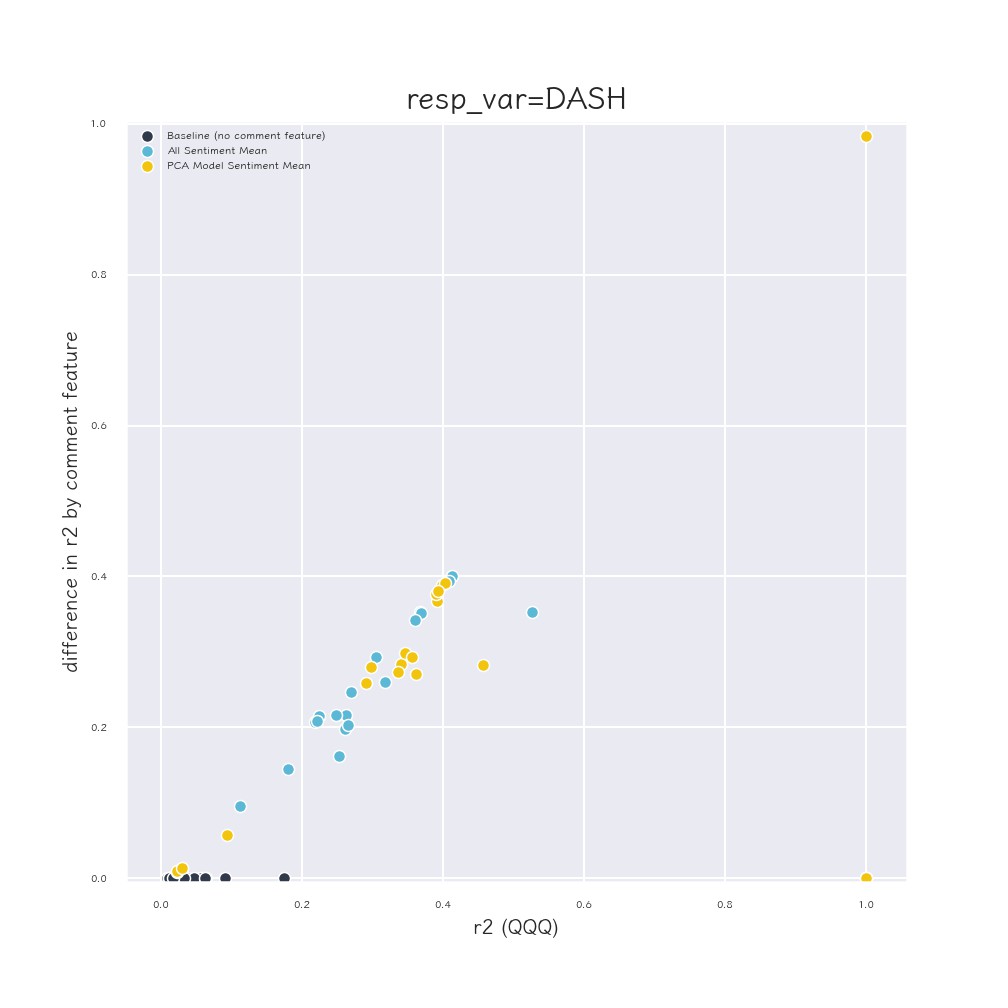 resp_var=DASH
1.0
Baseline (no comment feature)
All Sentiment Mean
PCA Model Sentiment Mean
0.8
0.6
0.4
0.2
0.0
difference in r2 by comment feature
0.0 0.2 0.4 0.6 0.8 1.0
r2 (QQQ)